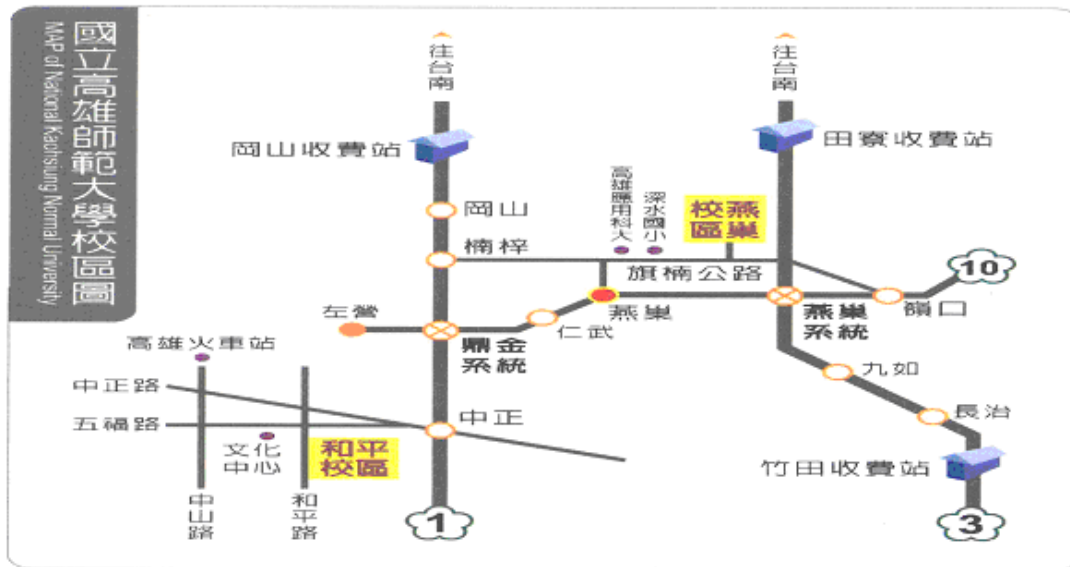 國立高雄師範大學校區圖
MAP of National Kaohsiung Normal University
往台南
往台南
岡山收費站
田寮收費站
高雄應用科大
深水國小
燕巢
校區
岡山
楠梓
旗楠公路
10
左營
鼎金
系統
仁武
燕巢
燕巢
系統
嶺口
高雄火車站
中正路
五福路
文化
中心
和平
校區
中正
九如
長治
竹田收費站
中山路
和平路
1
3